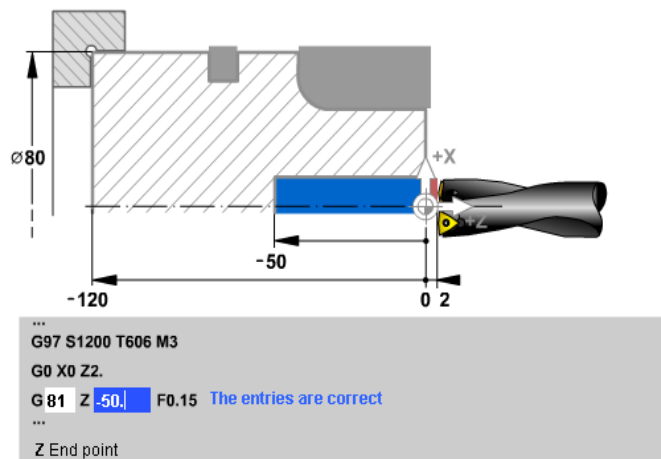 ⌀80
+X
+Z
-50
-120
0 2
...
G97 S1200 T606 M3
G0 X0 Z2.
G 81 Z -50. F0.15 The entries are correct
...
Z End point